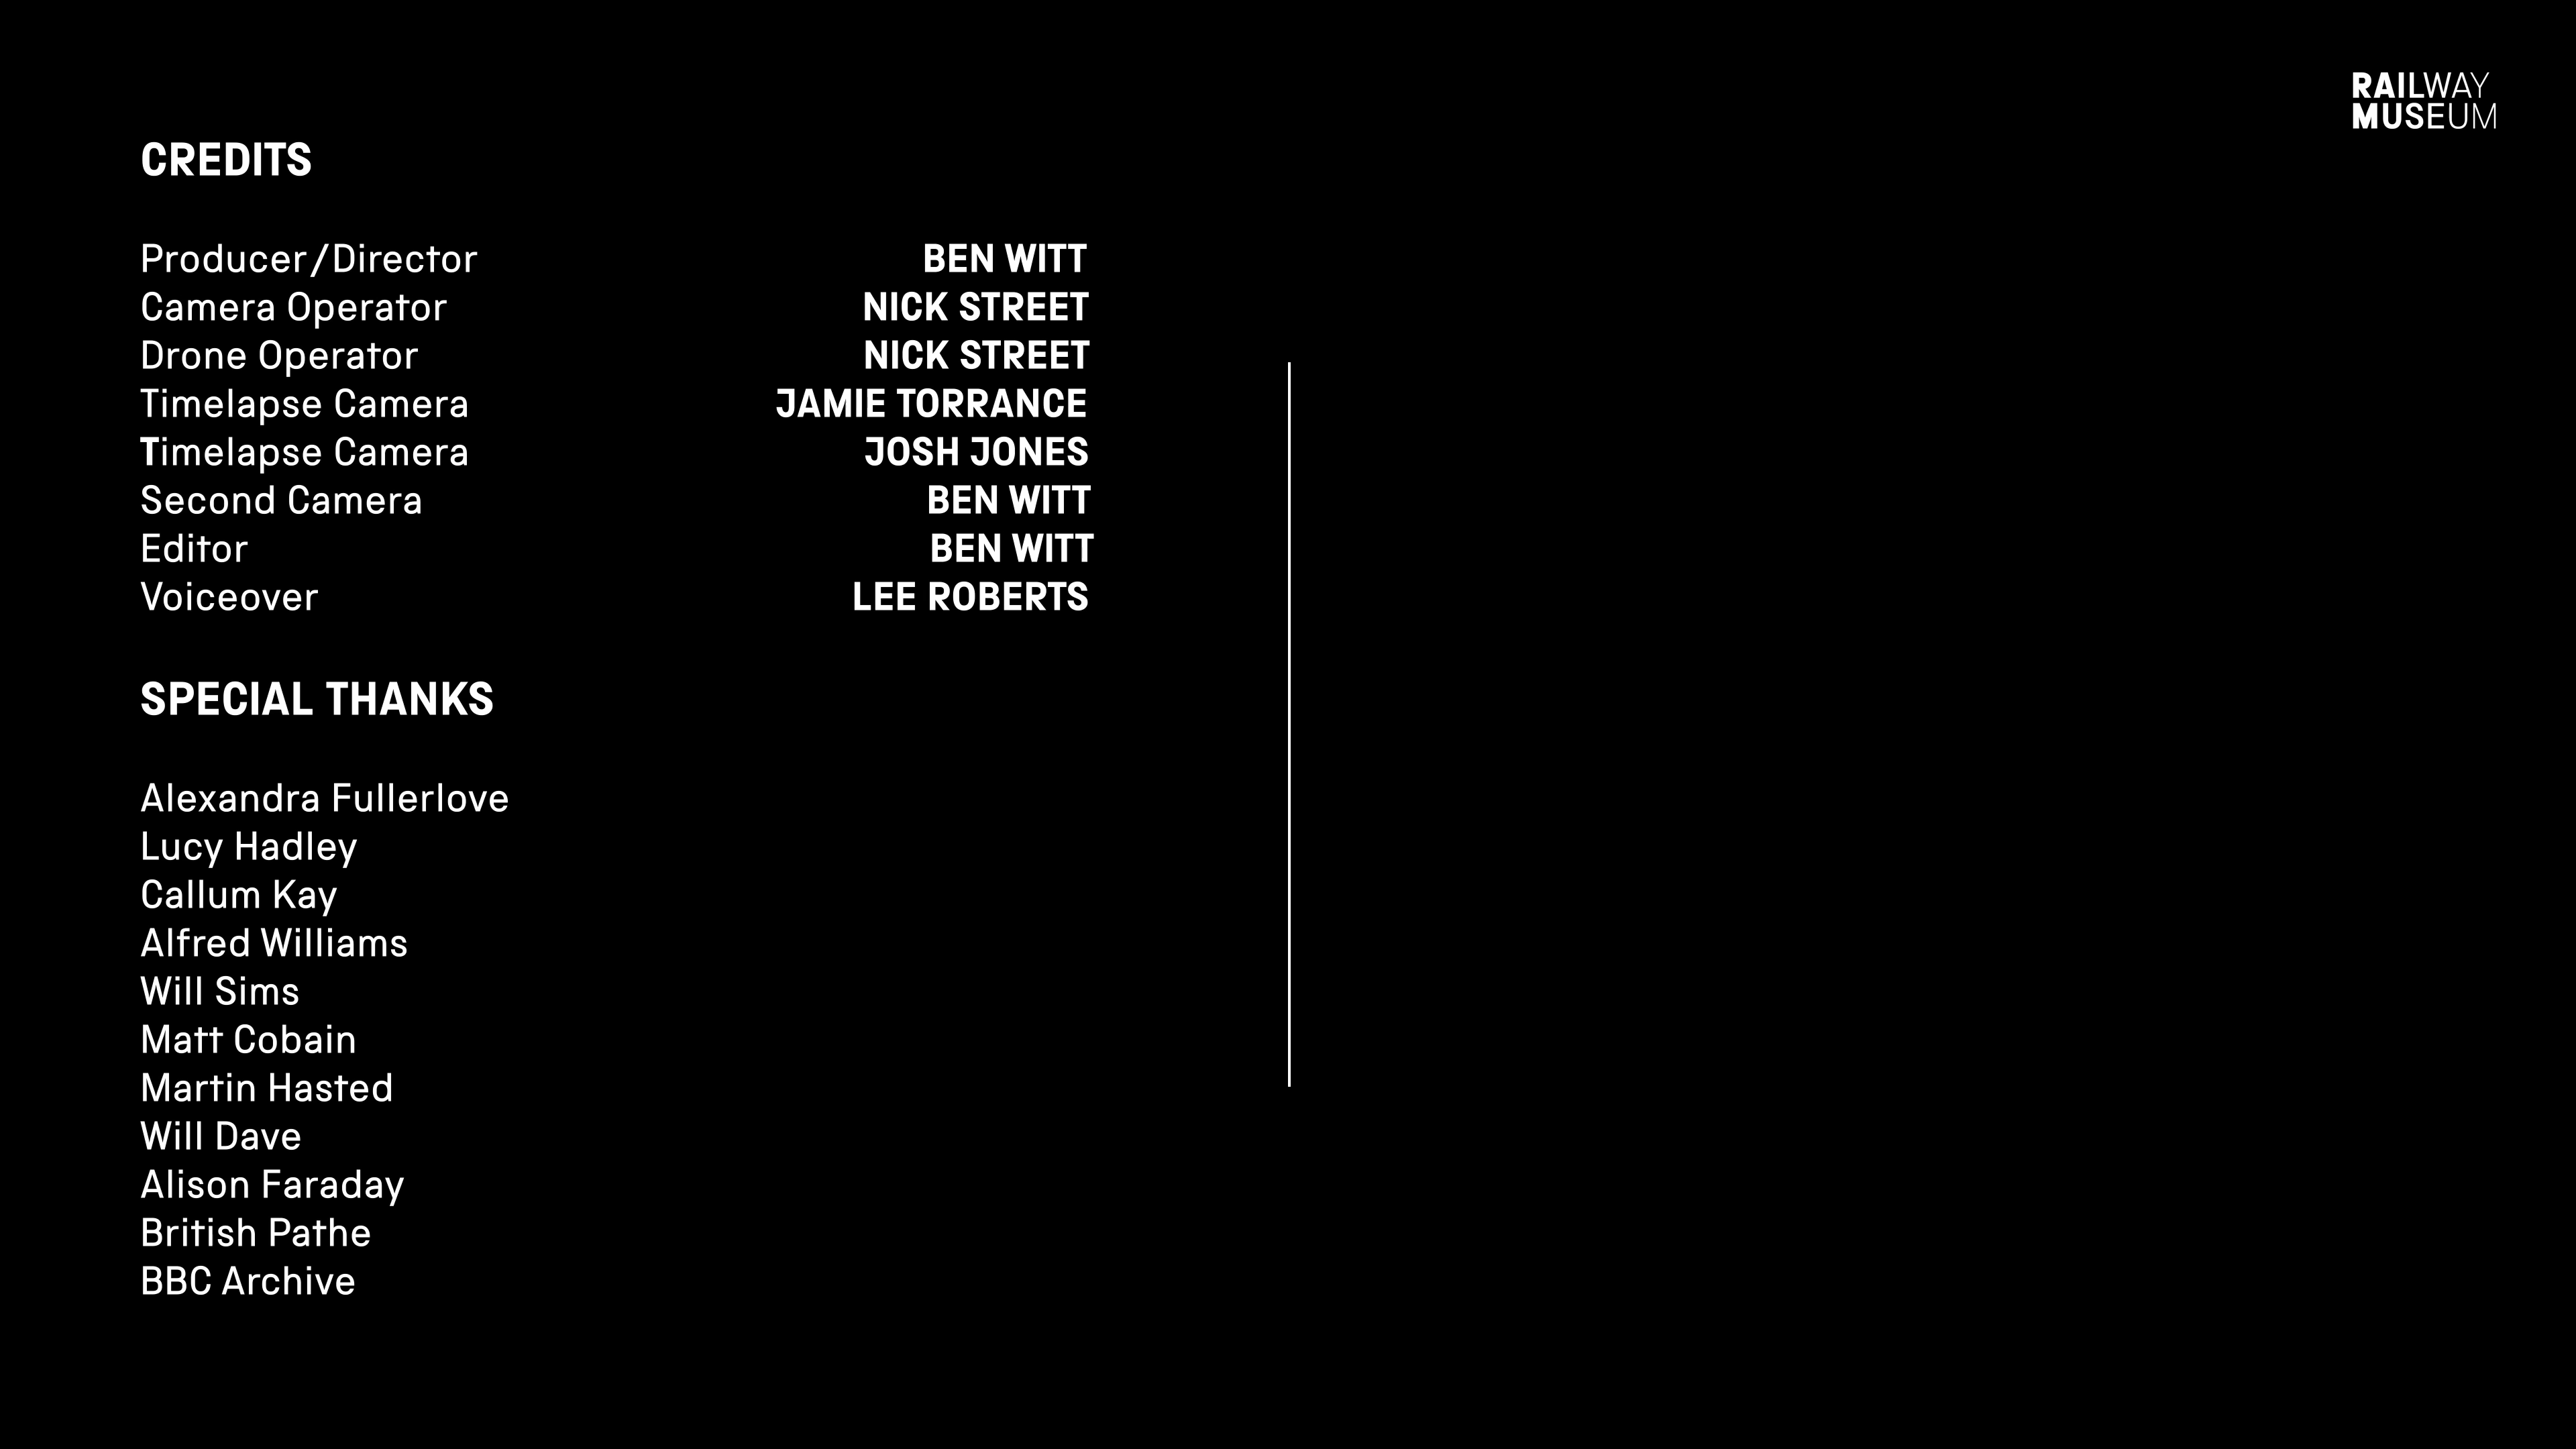 RAILWAY
MUSEUM
CREDITS
Producer/Director BEN WITT
Camera Operator NICK STREET
Drone Operator NICK STREET
Timelapse Camera JAMIE TORRANCE
Timelapse Camera JOSH JONES
Second Camera BEN WITT
Editor BEN WITT
Voiceover LEE ROBERTS
SPECIAL THANKS
Alexandra Fullerlove
Lucy Hadley
Callum Kay
Alfred Williams
Will Sims
Matt Cobain
Martin Hasted
Will Dave
Alison Faraday
British Pathe
BBC Archive